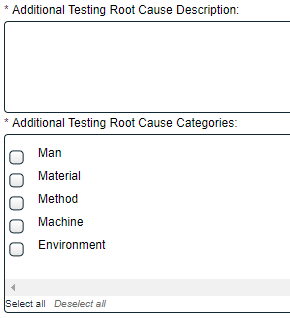 * Additional Testing Root Cause Description:
* Additional Testing Root Cause Categories:
Man
Material
Method
Machine
Environment
Select all Deselect all